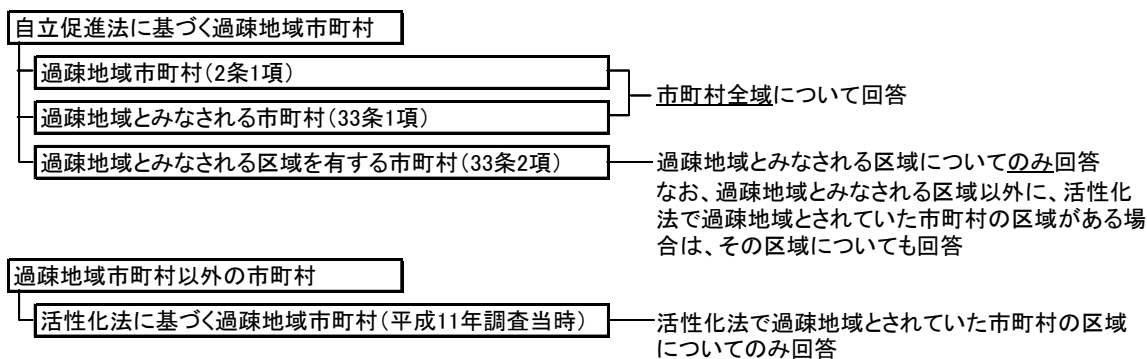 自立促進法に基づく過疎地域市町村
過疎地域市町村(2条1項)
過疎地域とみなされる市町村(33条1項)
市町村全域について回答
過疎地域とみなされる区域を有する市町村(33条2項)
過疎地域とみなされる区域についてのみ回答
なお、過疎地域とみなされる区域以外に、活性化
法で過疎地域とされていた市町村の区域がある場
合は、その区域についても回答
過疎地域市町村以外の市町村
活性化法に基づく過疎地域市町村(平成11年調査当時)
活性化法で過疎地域とされていた市町村の区域
についてのみ回答